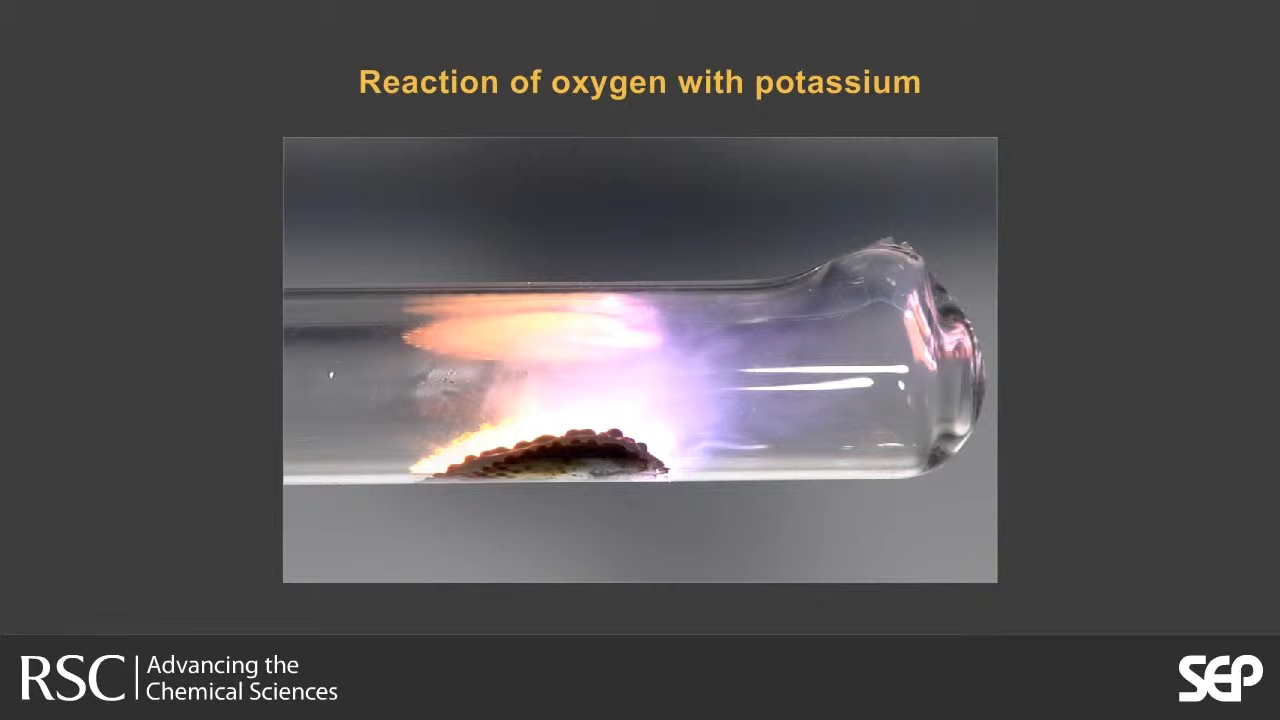 Reaction of oxygen with potassium
RSC
Advancing the
Chemical Sciences
SEP